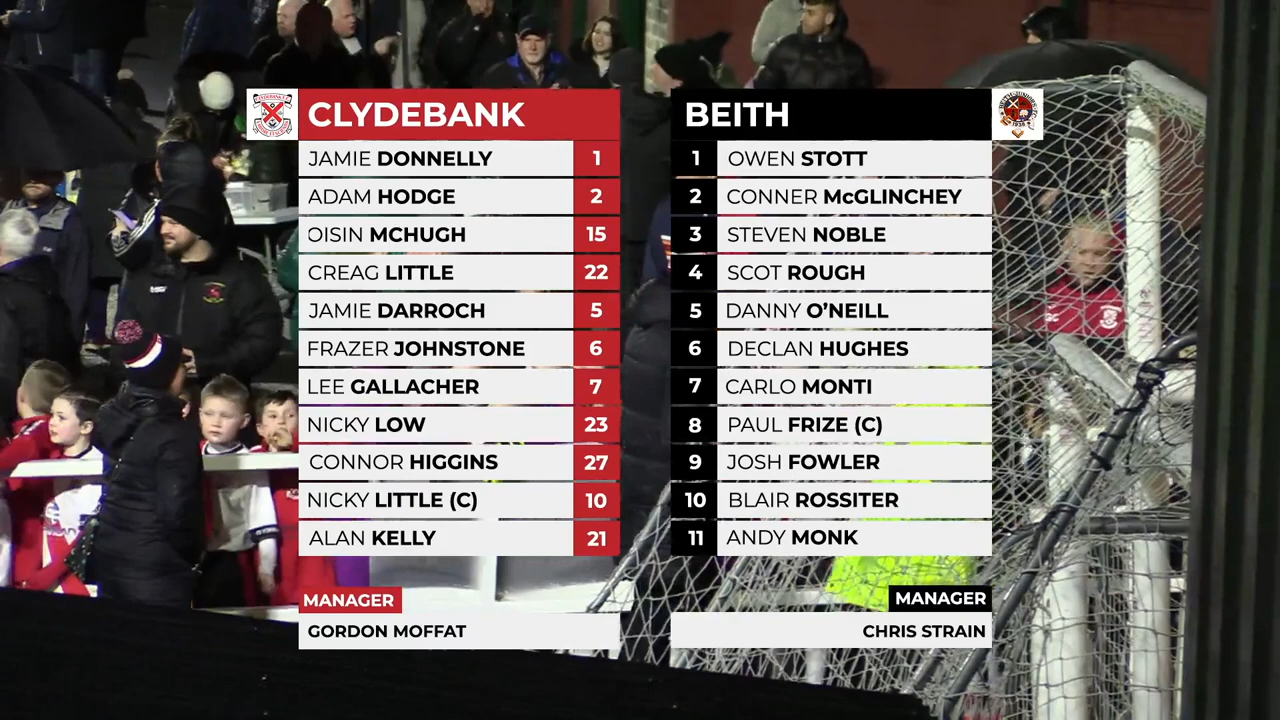 CLYDEBANK
JAMIE DONNELLY 1
ADAM HODGE 2
OISIN MCHUGH 15
CREAG LITTLE 22
JAMIE DARROCH 5
FRAZER JOHNSTONE 6
LEE GALLACHER 7
NICKY LOW 23
CONNOR HIGGINS 27
NICKY LITTLE (C) 10
ALAN KELLY 21
MANAGER
GORDON MOFFAT
BEITH
1 OWEN STOTT
2 CONNER McGLINCHEY
3 STEVEN NOBLE
4 SCOT ROUGH
5 DANNY O’NEILL
6 DECLAN HUGHES
7 CARLO MONTI
8 PAUL FRIZE (C)
9 JOSH FOWLER
10 BLAIR ROSSITER
11 ANDY MONK
MANAGER
CHRIS STRAIN